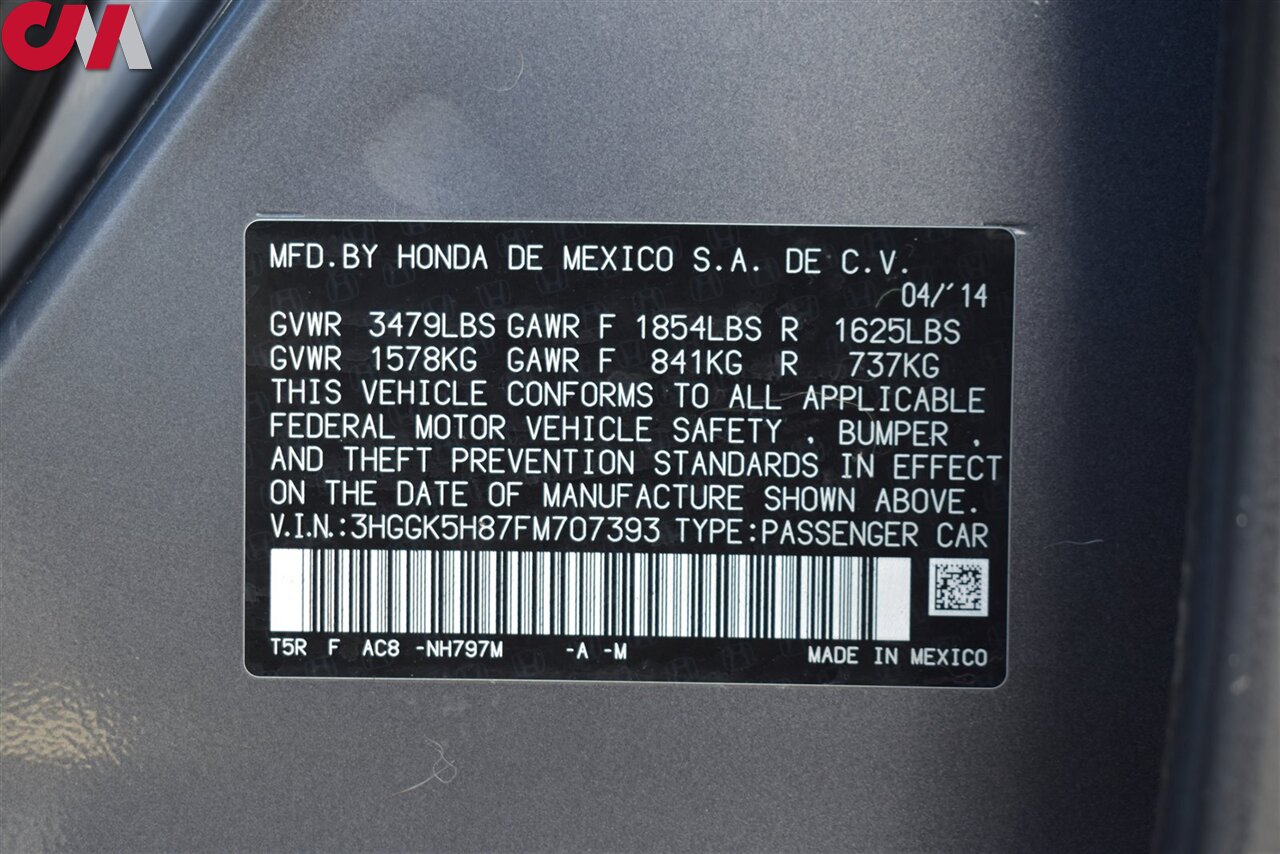 CM
MFD.BY HONDA DE MEXICO S.A. DE C.V.
04/'14
GVWR 3479LBS GAWR F 1854LBS R 1625LBS
GVWR 1578KG GAWR F 841KG R 737KG
THIS VEHICLE CONFORMS TO ALL APPLICABLE
FEDERAL MOTOR VEHICLE SAFETY , BUMPER ,
AND THEFT PREVENTION STANDARDS IN EFFECT
ON THE DATE OF MANUFACTURE SHOWN ABOVE.
V.I.N.:3HGGK5H87FM707393 TYPE:PASSENGER CAR
T5R F AC8 -NH797M -A -M
MADE IN MEXICO